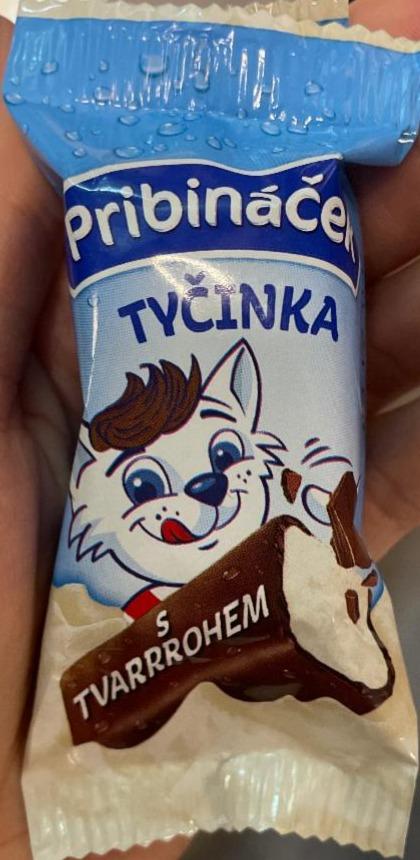 Pribináček
TYČINKA
S
TVARRROHEM